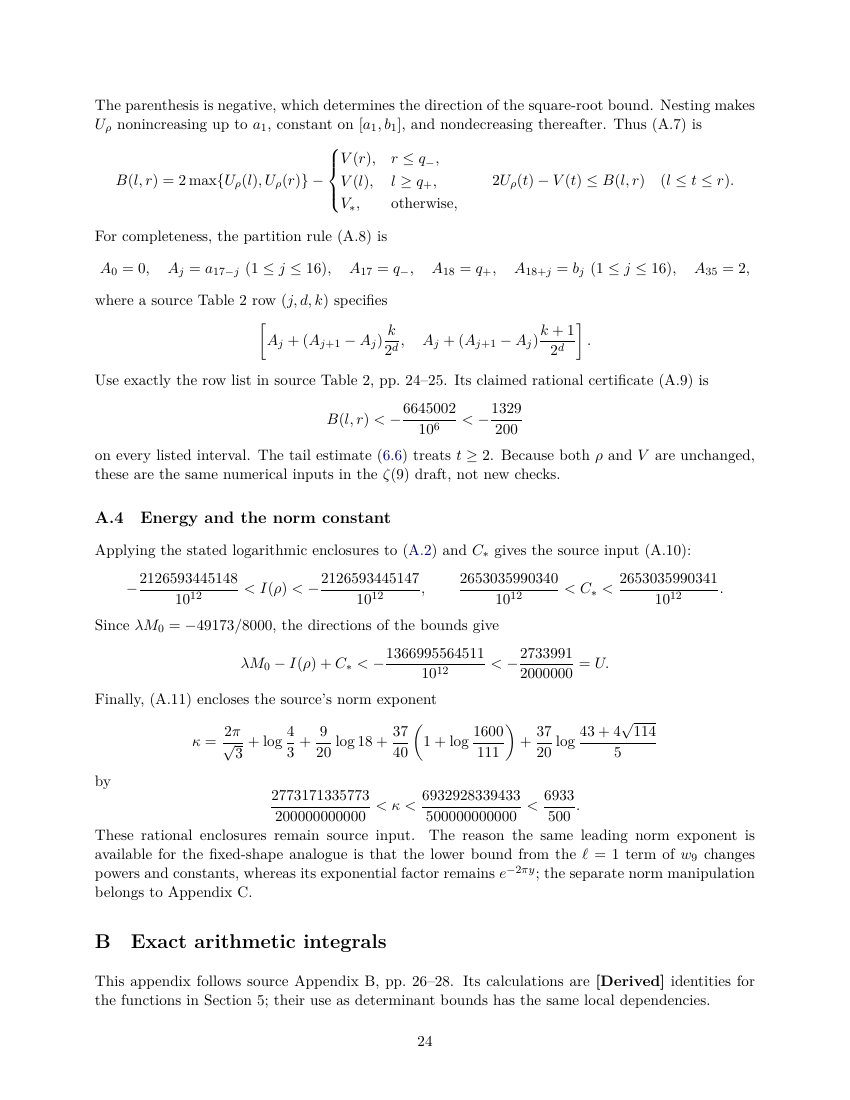 The parenthesis is negative, which determines the direction of the square-root bound. Nesting makes
U_ρ nonincreasing up to a_1, constant on [a_1, b_1], and nondecreasing thereafter. Thus (A.7) is
B(l, r) = 2 max{U_ρ(l), U_ρ(r)} − { V(r), r ≤ q_−, V(l), l ≥ q_+, V_*, otherwise, 2U_ρ(t) − V(t) ≤ B(l, r) (l ≤ t ≤ r).
For completeness, the partition rule (A.8) is
A_0 = 0, A_j = a_{17−j} (1 ≤ j ≤ 16), A_17 = q_−, A_18 = q_+, A_{18+j} = b_j (1 ≤ j ≤ 16), A_35 = 2,
where a source Table 2 row (j, d, k) specifies
[A_j + (A_{j+1} − A_j) k/2^d, A_j + (A_{j+1} − A_j) (k + 1)/2^d].
Use exactly the row list in source Table 2, pp. 24–25. Its claimed rational certificate (A.9) is
B(l, r) < − 6645002/10^6 < − 1329/200
on every listed interval. The tail estimate (6.6) treats t ≥ 2. Because both ρ and V are unchanged,
these are the same numerical inputs in the ζ(9) draft, not new checks.
A.4 Energy and the norm constant
Applying the stated logarithmic enclosures to (A.2) and C_* gives the source input (A.10):
− 2126593445148/10^12 < I(ρ) < − 2126593445147/10^12, 2653035990340/10^12 < C_* < 2653035990341/10^12.
Since λM_0 = −49173/8000, the directions of the bounds give
λM_0 − I(ρ) + C_* < − 1366995564511/10^12 < − 2733991/2000000 = U.
Finally, (A.11) encloses the source's norm exponent
κ = 2π/√3 + log 4/3 + 9/20 log 18 + 37/40 (1 + log 1600/111) + 37/20 log (43 + 4√114)/5
by
2773171335773/200000000000 < κ < 6932928339433/500000000000 < 6933/500.
These rational enclosures remain source input. The reason the same leading norm exponent is
available for the fixed-shape analogue is that the lower bound from the ℓ = 1 term of w_9 changes
powers and constants, whereas its exponential factor remains e^{−2πy}; the separate norm manipulation
belongs to Appendix C.
B Exact arithmetic integrals
This appendix follows source Appendix B, pp. 26–28. Its calculations are [Derived] identities for
the functions in Section 5; their use as determinant bounds has the same local dependencies.
24